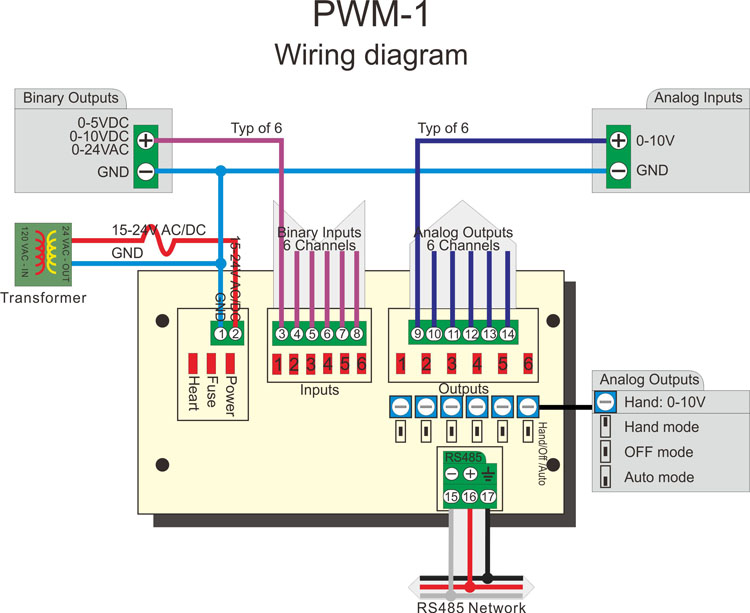 PWM-1
Wiring diagram
Binary Outputs
0-5VDC
0-10VDC
0-24VAC
GND
Typ of 6
Typ of 6
Analog Inputs
0-10V
GND
24 VAC - OUT
120 VAC - IN
Transformer
15-24V AC/DC
GND
Binary Inputs
6 Channels
Analog Outputs
6 Channels
GND
15-24V AC/DC
1 2
3 4 5 6 7 8
9 10 11 12 13 14
1 2 3 4 5 6
1 2 3 4 5 6
Heart
Fuse
Power
Inputs
Outputs
Hand/Off /Auto
Analog Outputs
Hand: 0-10V
Hand mode
OFF mode
Auto mode
RS485
15 16 17
RS485 Network